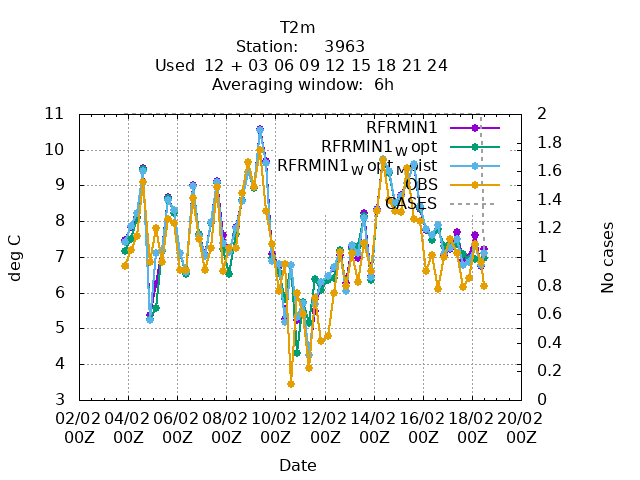 T2m
Station: 3963
Used 12 + 03 06 09 12 15 18 21 24
Averaging window: 6h
deg C
11
10
9
8
7
6
5
4
3
RFRMIN1
RFRMIN1W opt
RFRMIN1W optMoist
OBS
CASES
2
1.8
1.6
1.4
1.2
1
0.8
0.6
0.4
0.2
0
No cases
02/02 04/02 06/02 08/02 10/02 12/02 14/02 16/02 18/02 20/02
00Z 00Z 00Z 00Z 00Z 00Z 00Z 00Z 00Z 00Z
Date